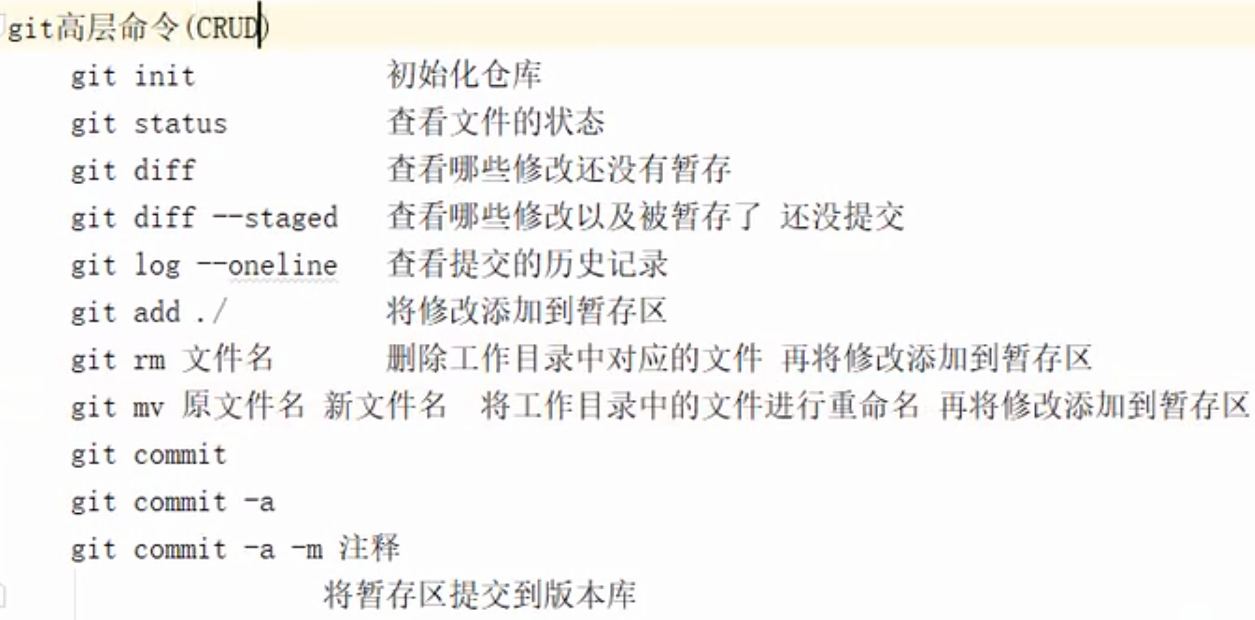 git高层命令(CRUD)
git init 初始化仓库
git status 查看文件的状态
git diff 查看哪些修改还没有暂存
git diff --staged 查看哪些修改以及被暂存了 还没提交
git log --oneline 查看提交的历史记录
git add ./ 将修改添加到暂存区
git rm 文件名 删除工作目录中对应的文件 再将修改添加到暂存区
git mv 原文件名 新文件名 将工作目录中的文件进行重命名 再将修改添加到暂存区
git commit
git commit -a
git commit -a -m 注释
将暂存区提交到版本库